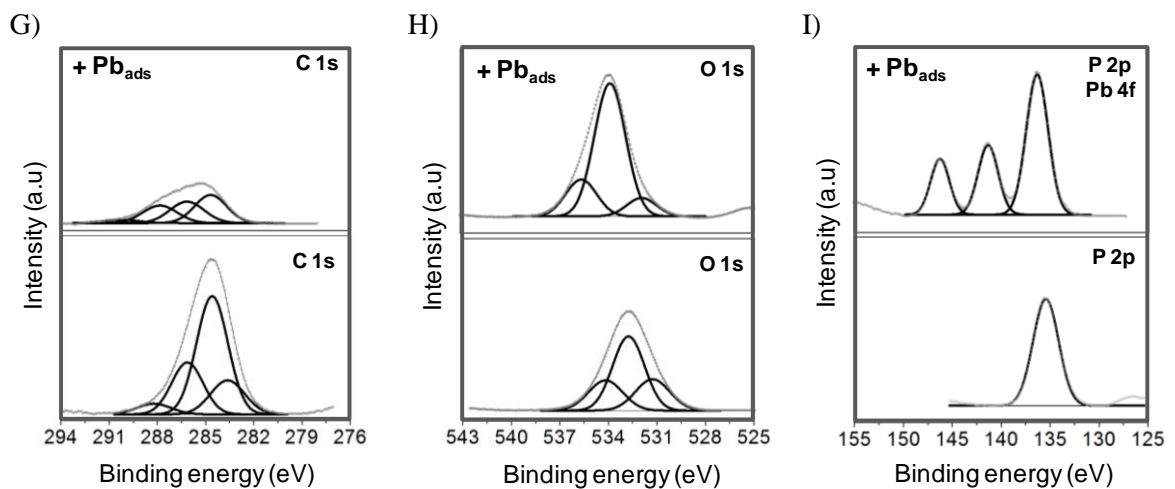 G)
H)
I)
+ Pbads
C 1s
+ Pbads
O 1s
+ Pbads
P 2p
Pb 4f
Intensity (a.u)
C 1s
Intensity (a.u)
O 1s
Intensity (a.u)
P 2p
294 291 288 285 282 279 276
543 540 537 534 531 528 525
155 150 145 140 135 130 125
Binding energy (eV)
Binding energy (eV)
Binding energy (eV)